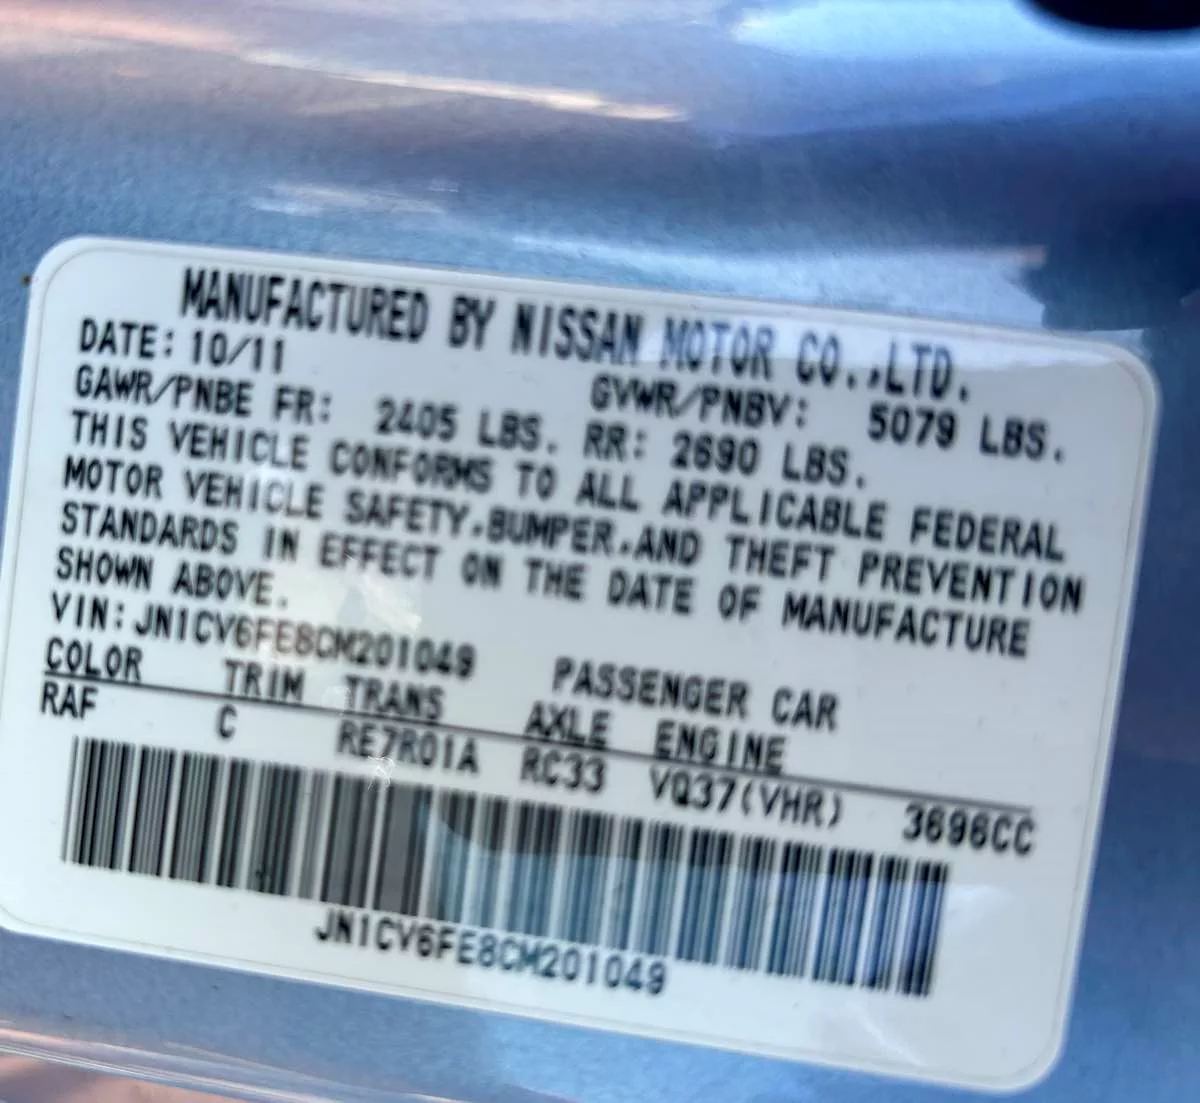 MANUFACTURED BY NISSAN MOTOR CO.,LTD.
DATE: 10/11 GVWR/PNBV: 5079 LBS.
GAWR/PNBE FR: 2405 LBS. RR: 2690 LBS.
THIS VEHICLE CONFORMS TO ALL APPLICABLE FEDERAL
MOTOR VEHICLE SAFETY,BUMPER,AND THEFT PREVENTION
STANDARDS IN EFFECT ON THE DATE OF MANUFACTURE
SHOWN ABOVE.
VIN:JN1CV6FE8CM201049 PASSENGER CAR
COLOR TRIM TRANS AXLE ENGINE
RAF C RE7R01A RC33 VQ37(VHR) 3696CC
JN1CV6FE8CM201049